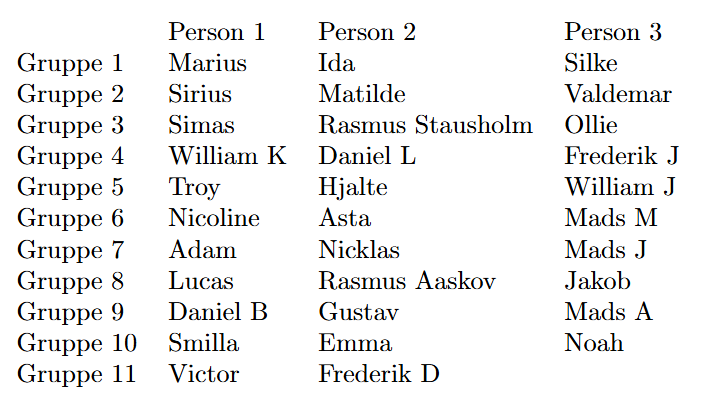 Person 1 Person 2 Person 3
Gruppe 1 Marius Ida Silke
Gruppe 2 Sirius Matilde Valdemar
Gruppe 3 Simas Rasmus Stausholm Ollie
Gruppe 4 William K Daniel L Frederik J
Gruppe 5 Troy Hjalte William J
Gruppe 6 Nicoline Asta Mads M
Gruppe 7 Adam Nicklas Mads J
Gruppe 8 Lucas Rasmus Aaskov Jakob
Gruppe 9 Daniel B Gustav Mads A
Gruppe 10 Smilla Emma Noah
Gruppe 11 Victor Frederik D